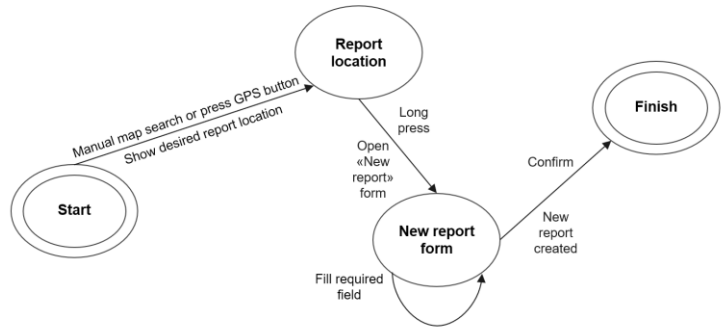 Report
location
Manual map search or press GPS button
Show desired report location
Start
Long
press
Open
«New
report»
form
Finish
Confirm
New report
form
New
report
created
Fill required
field